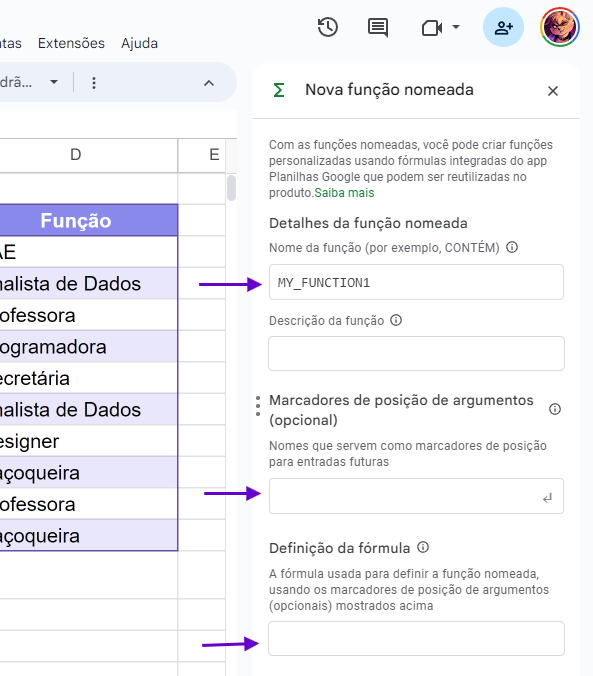 Extensões Ajuda
Nova função nomeada
Com as funções nomeadas, você pode criar funções
personalizadas usando fórmulas integradas do app
Planilhas Google que podem ser reutilizadas no
produto.Saiba mais
Detalhes da função nomeada
Nome da função (por exemplo, CONTÉM)
MY_FUNCTION1
Descrição da função
Marcadores de posição de argumentos
(opcional)
Nomes que servem como marcadores de posição
para entradas futuras
Definição da fórmula
A fórmula usada para definir a função nomeada,
usando os marcadores de posição de argumentos
(opcionais) mostrados acima
D E
Função
AE
nalista de Dados
ofessora
ogramadora
ecretária
nalista de Dados
esigner
açoqueira
ofessora
açoqueira